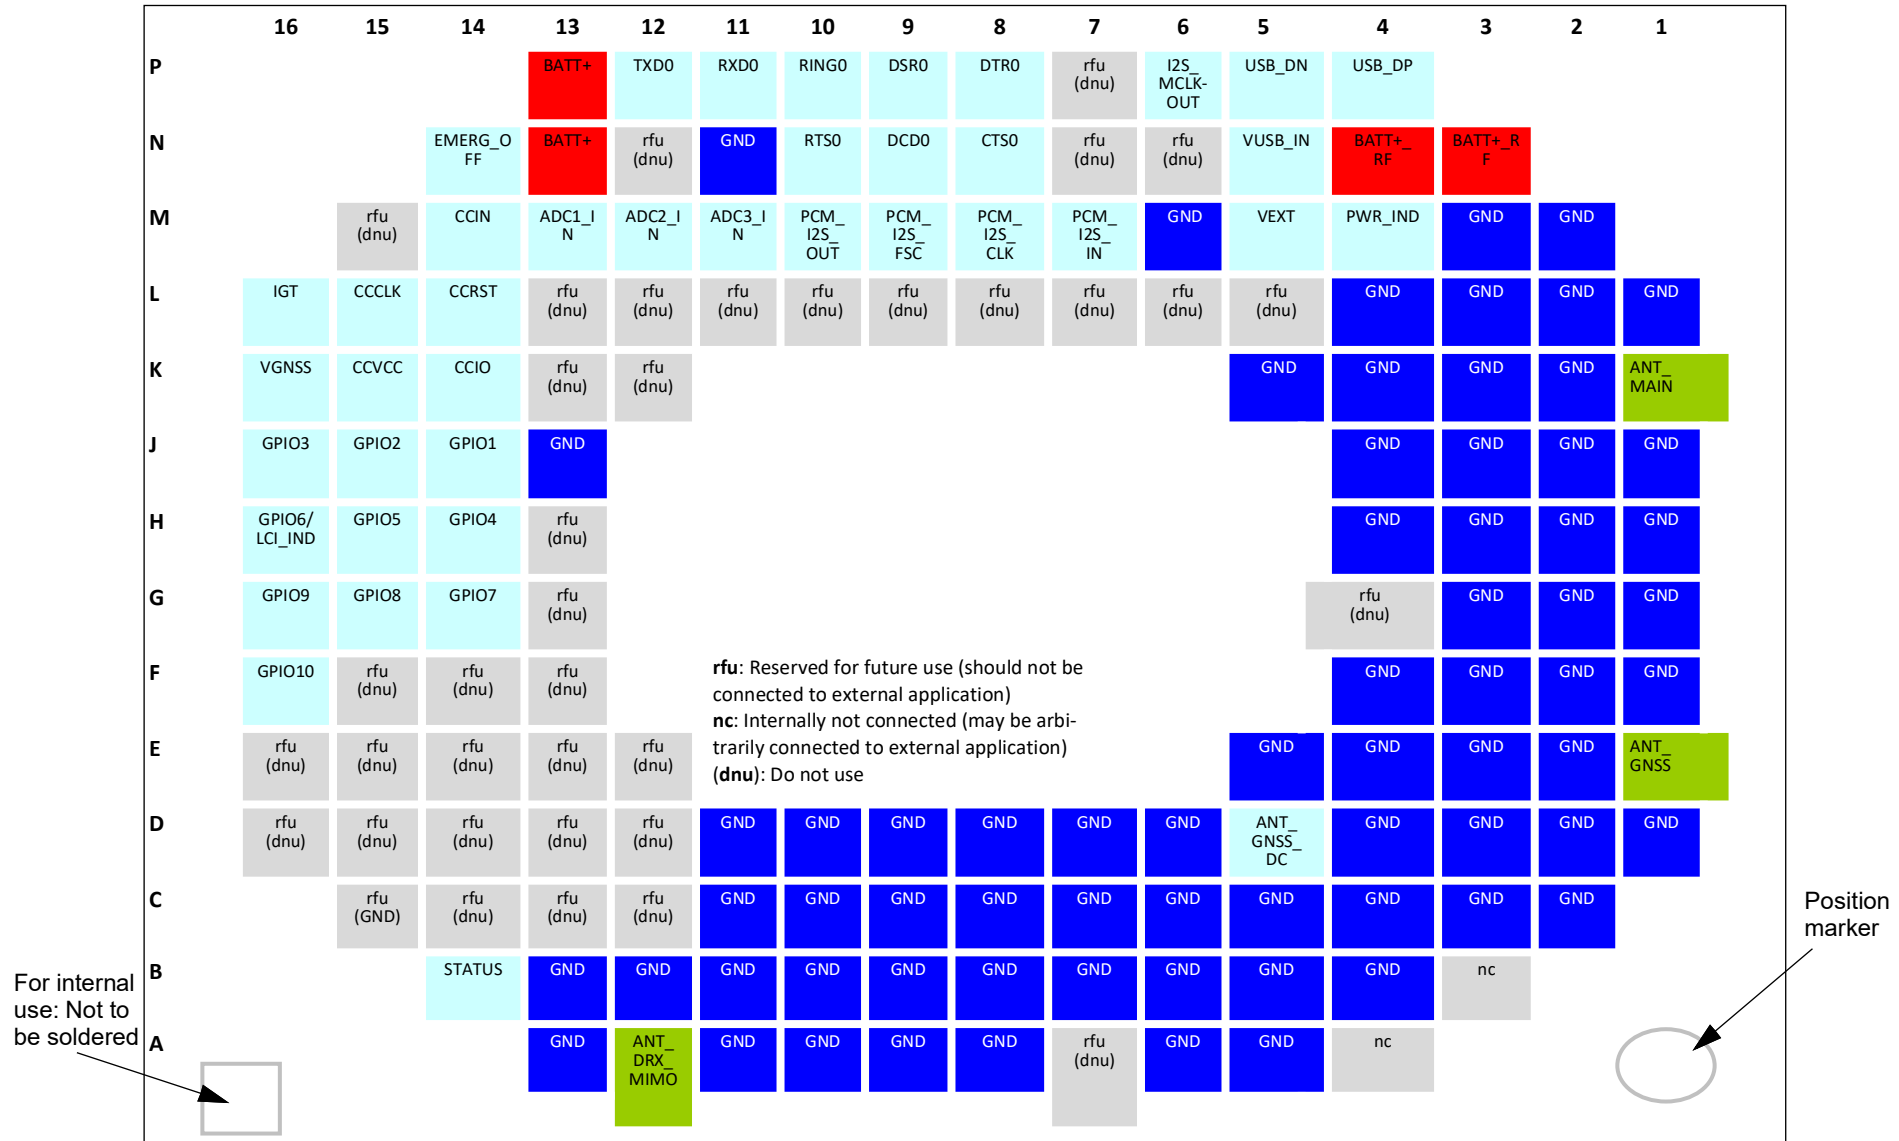 16 15 14 13 12 11 10 9 8 7 6 5 4 3 2 1
P BATT+ TXD0 RXD0 RING0 DSR0 DTR0 rfu (dnu) I2S_ MCLK- OUT USB_DN USB_DP
N EMERG_O FF BATT+ rfu (dnu) GND RTS0 DCD0 CTS0 rfu (dnu) rfu (dnu) VUSB_IN BATT+_ RF BATT+_R F
M rfu (dnu) CCIN ADC1_I N ADC2_I N ADC3_I N PCM_ I2S_ OUT PCM_ I2S_ FSC PCM_ I2S_ CLK PCM_ I2S_ IN GND VEXT PWR_IND GND GND
L IGT CCCLK CCRST rfu (dnu) rfu (dnu) rfu (dnu) rfu (dnu) rfu (dnu) rfu (dnu) rfu (dnu) rfu (dnu) rfu (dnu) GND GND GND GND
K VGNSS CCVCC CCIO rfu (dnu) rfu (dnu) GND GND GND GND ANT_ MAIN
J GPIO3 GPIO2 GPIO1 GND GND GND GND GND
H GPIO6/ LCI_IND GPIO5 GPIO4 rfu (dnu) GND GND GND GND
G GPIO9 GPIO8 GPIO7 rfu (dnu) rfu (dnu) GND GND GND
F GPIO10 rfu (dnu) rfu (dnu) rfu (dnu) GND GND GND GND
rfu: Reserved for future use (should not be
connected to external application)
nc: Internally not connected (may be arbi-
trarily connected to external application)
(dnu): Do not use
E rfu (dnu) rfu (dnu) rfu (dnu) rfu (dnu) rfu (dnu) GND GND GND GND ANT_ GNSS
D rfu (dnu) rfu (dnu) rfu (dnu) rfu (dnu) rfu (dnu) GND GND GND GND GND GND ANT_ GNSS_ DC GND GND GND GND
C rfu (GND) rfu (dnu) rfu (dnu) rfu (dnu) GND GND GND GND GND GND GND GND GND GND
B STATUS GND GND GND GND GND GND GND GND GND GND nc
A GND ANT_ DRX_ MIMO GND GND GND GND rfu (dnu) GND GND nc
For internal
use: Not to
be soldered
Position
marker